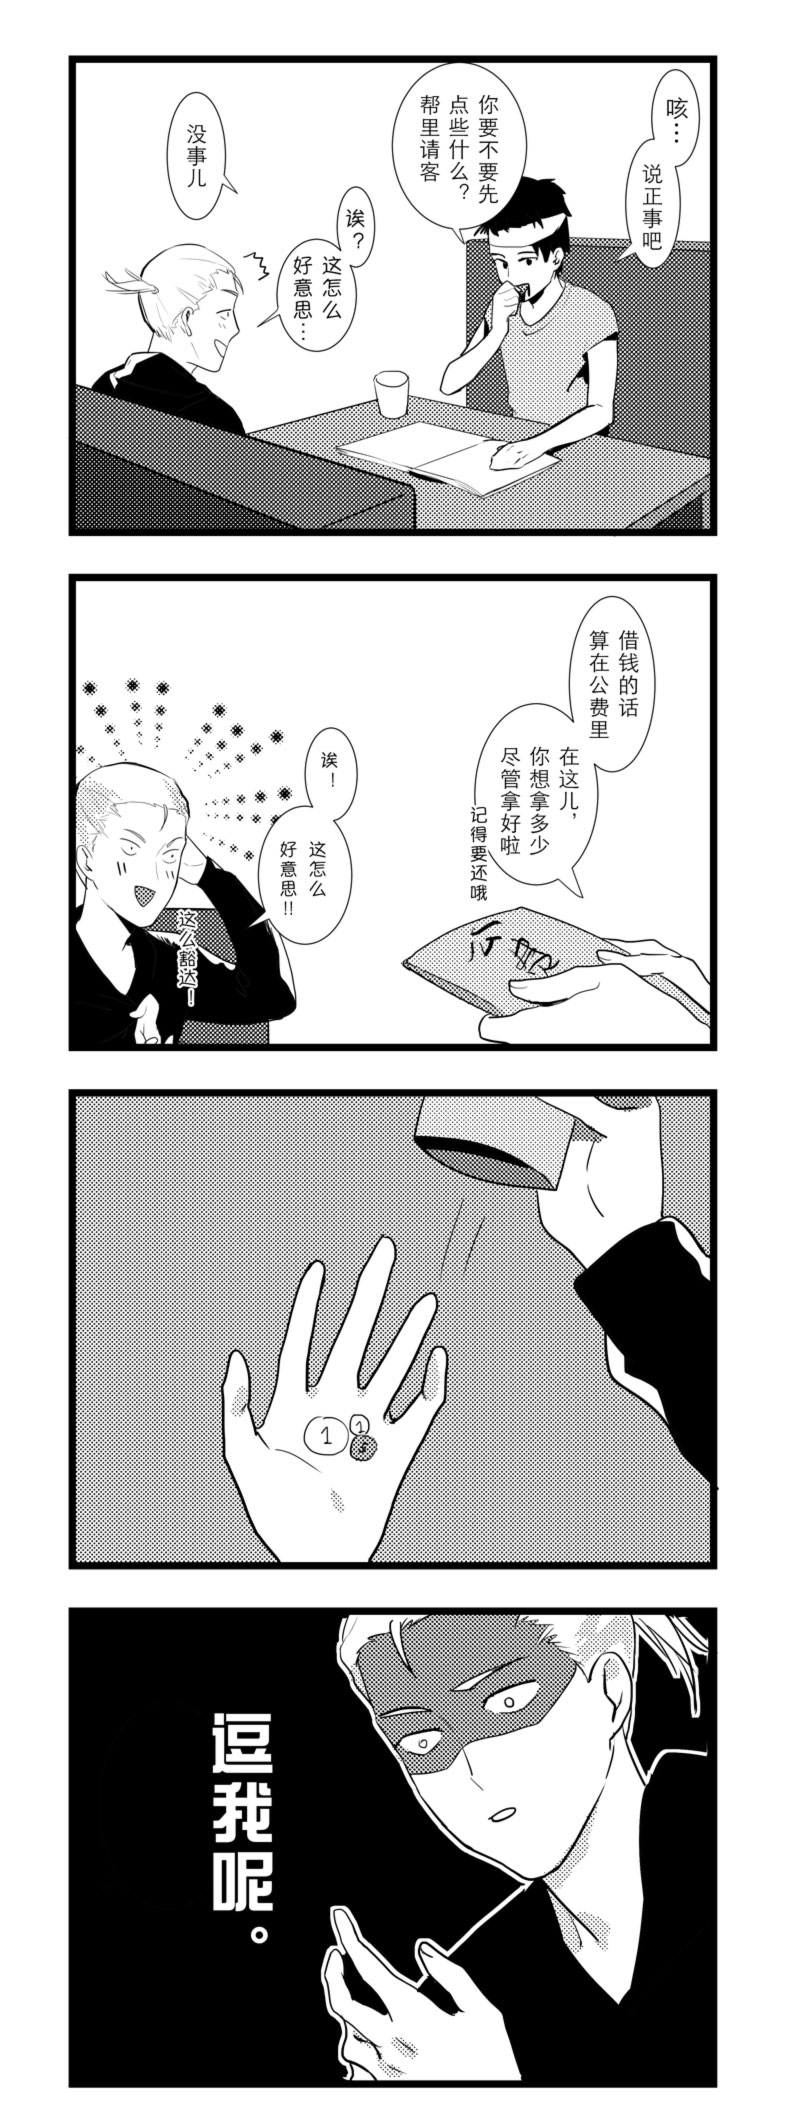 咳…
说正事吧
你要不要先
点些什么？
帮里请客
诶？
这怎么
好意思…
没事儿
借钱的话
算在公费里
在这儿，
你想拿多少
尽管拿好啦
记得要还哦
诶！
这怎么
好意思!!
这么豁达！
公费
1
1
5
逗我呢。